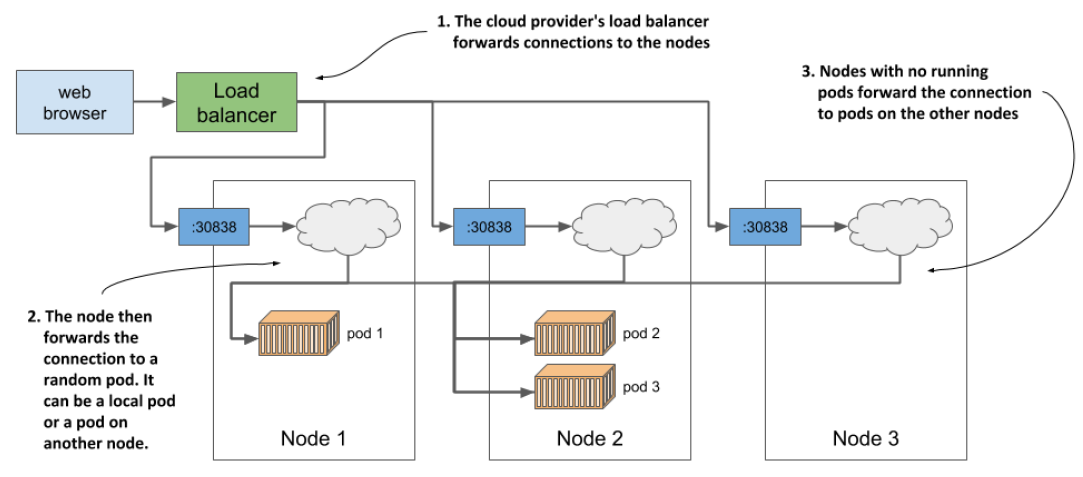 1. The cloud provider's load balancer
forwards connections to the nodes
3. Nodes with no running
pods forward the connection
to pods on the other nodes
web
browser
Load
balancer
:30838
:30838
:30838
2. The node then
forwards the
connection to a
random pod. It
can be a local pod
or a pod on
another node.
pod 1
pod 2
pod 3
Node 1
Node 2
Node 3